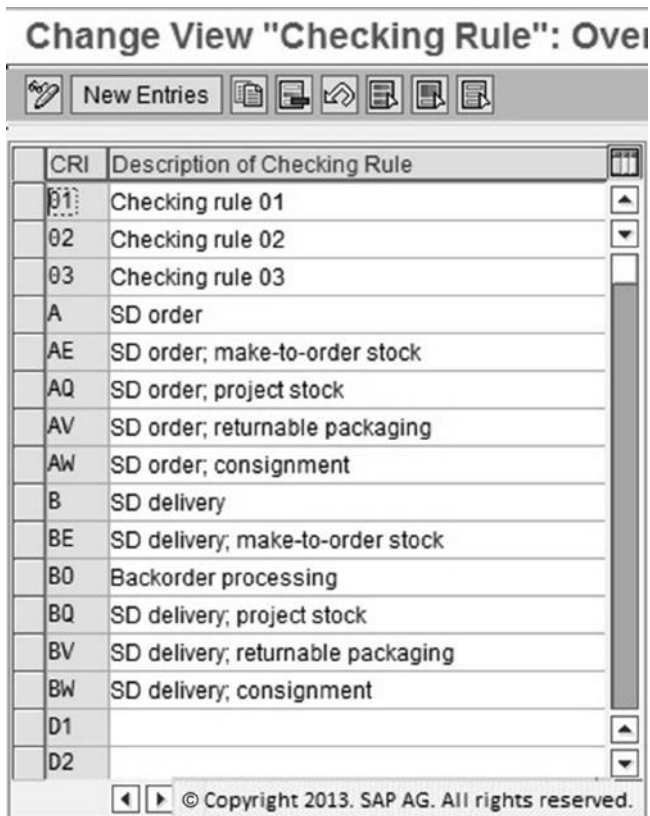 Change View "Checking Rule": Over
New Entries
CRI Description of Checking Rule
01 Checking rule 01
02 Checking rule 02
03 Checking rule 03
A SD order
AE SD order; make-to-order stock
AQ SD order; project stock
AV SD order; returnable packaging
AW SD order; consignment
B SD delivery
BE SD delivery; make-to-order stock
BO Backorder processing
BQ SD delivery; project stock
BV SD delivery; returnable packaging
BW SD delivery; consignment
D1
D2
© Copyright 2013. SAP AG. All rights reserved.